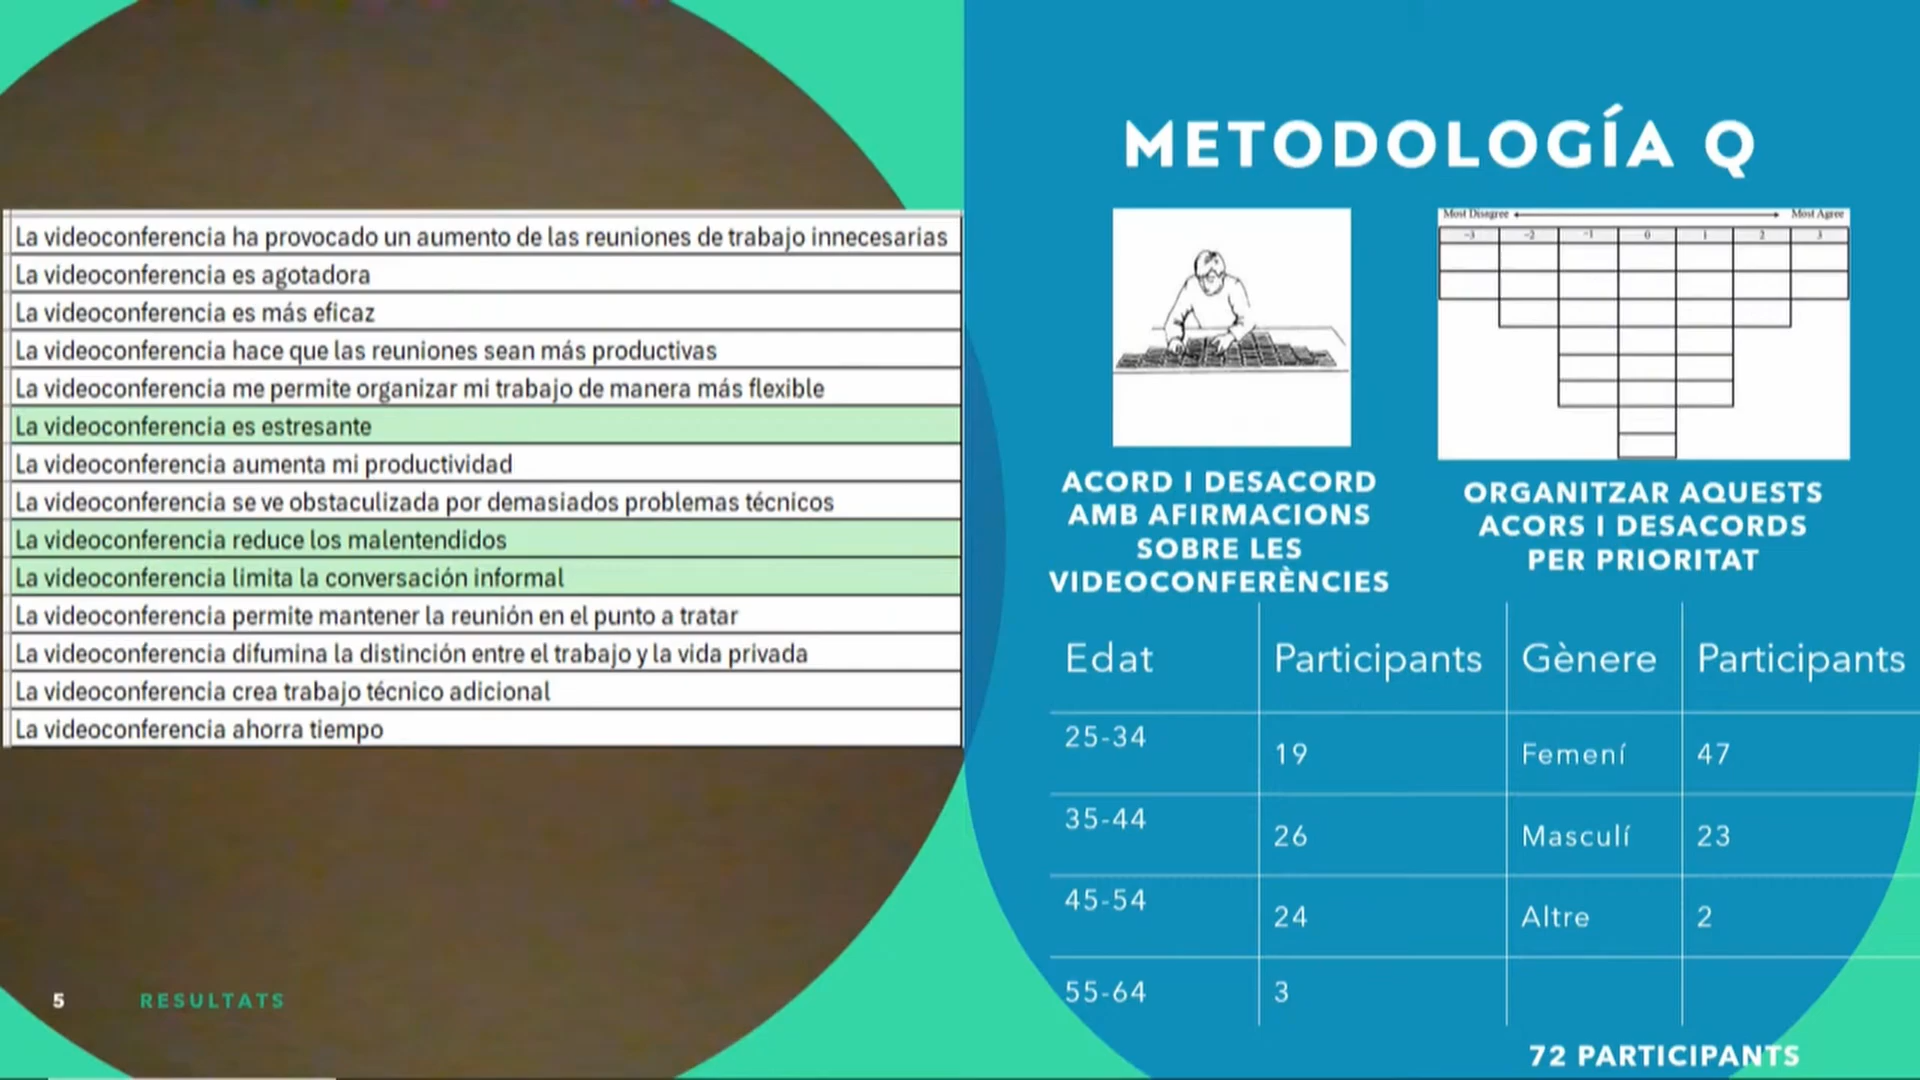 La videoconferencia ha provocado un aumento de las reuniones de trabajo innecesarias
La videoconferencia es agotadora
La videoconferencia es más eficaz
La videoconferencia hace que las reuniones sean más productivas
La videoconferencia me permite organizar mi trabajo de manera más flexible
La videoconferencia es estresante
La videoconferencia aumenta mi productividad
La videoconferencia se ve obstaculizada por demasiados problemas técnicos
La videoconferencia reduce los malentendidos
La videoconferencia limita la conversación informal
La videoconferencia permite mantener la reunión en el punto a tratar
La videoconferencia difumina la distinción entre el trabajo y la vida privada
La videoconferencia crea trabajo técnico adicional
La videoconferencia ahorra tiempo
5 RESULTATS
METODOLOGÍA Q
Most Disagree Most Agree
-3 -2 -1 0 1 2 3
ACORD I DESACORD
AMB AFIRMACIONS
SOBRE LES
VIDEOCONFERÈNCIES
ORGANITZAR AQUESTS
ACORS I DESACORDS
PER PRIORITAT
Edat Participants Gènere Participants
25-34 19 Femení 47
35-44 26 Masculí 23
45-54 24 Altre 2
55-64 3
72 PARTICIPANTS